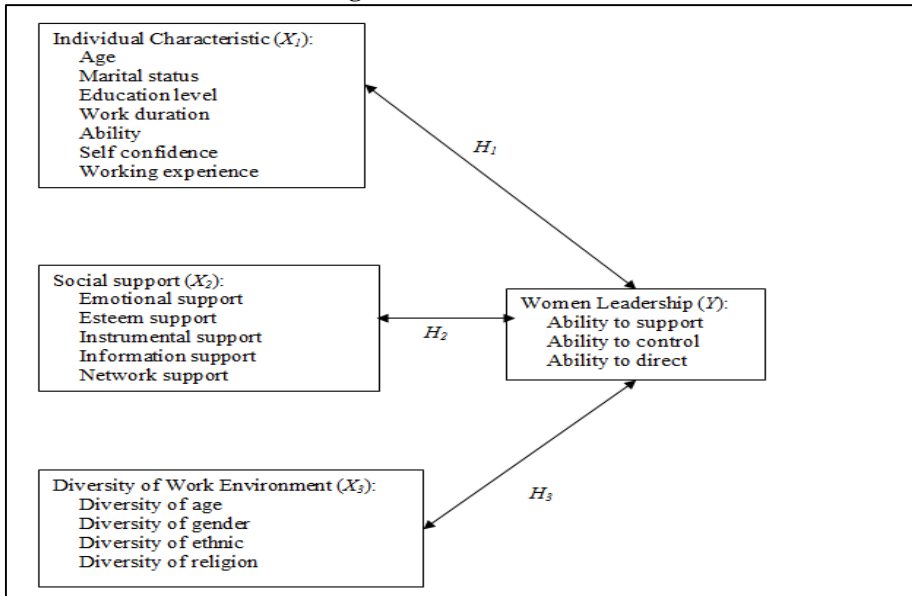 Individual Characteristic (X1):
Age
Marital status
Education level
Work duration
Ability
Self confidence
Working experience
H1
Social support (X2):
Emotional support
Esteem support
Instrumental support
Information support
Network support
H2
Women Leadership (Y):
Ability to support
Ability to control
Ability to direct
Diversity of Work Environment (X3):
Diversity of age
Diversity of gender
Diversity of ethnic
Diversity of religion
H3